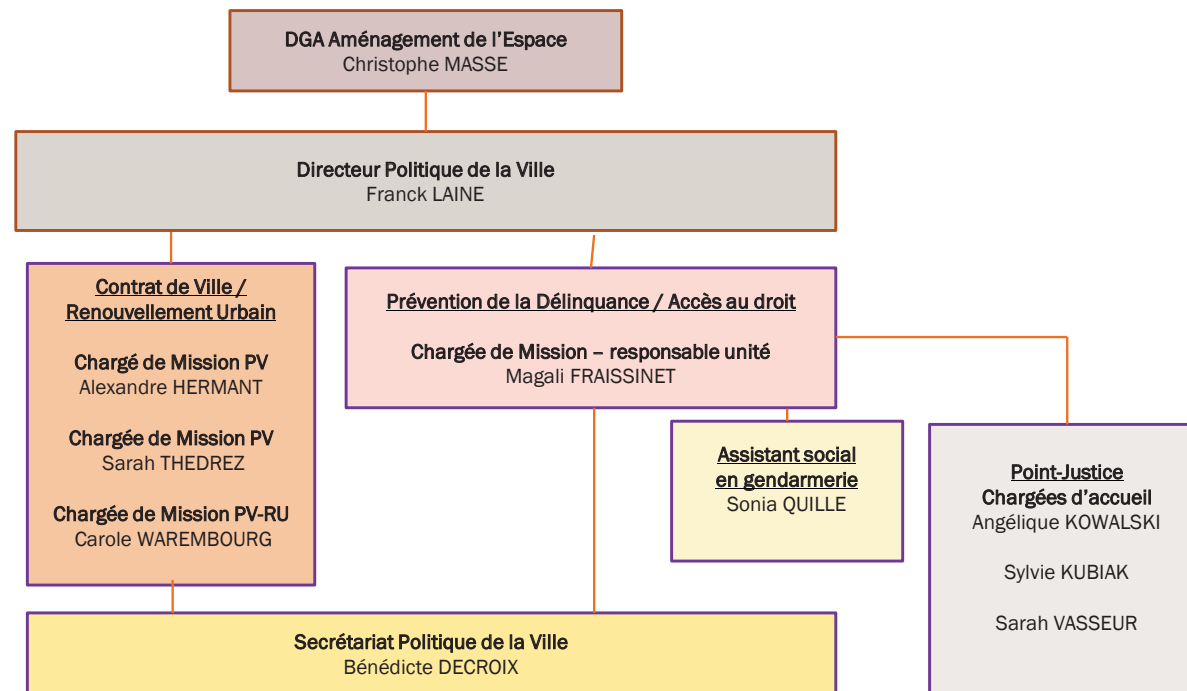 DGA Aménagement de l'Espace
Christophe MASSE
Directeur Politique de la Ville
Franck LAINE
Contrat de Ville /
Renouvellement Urbain
Chargé de Mission PV
Alexandre HERMANT
Chargée de Mission PV
Sarah THEDREZ
Chargée de Mission PV-RU
Carole WAREMBOURG
Prévention de la Délinquance / Accès au droit
Chargée de Mission – responsable unité
Magali FRAISSINET
Assistant social
en gendarmerie
Sonia QUILLE
Point-Justice
Chargées d'accueil
Angélique KOWALSKI
Sylvie KUBIAK
Sarah VASSEUR
Secrétariat Politique de la Ville
Bénédicte DECROIX